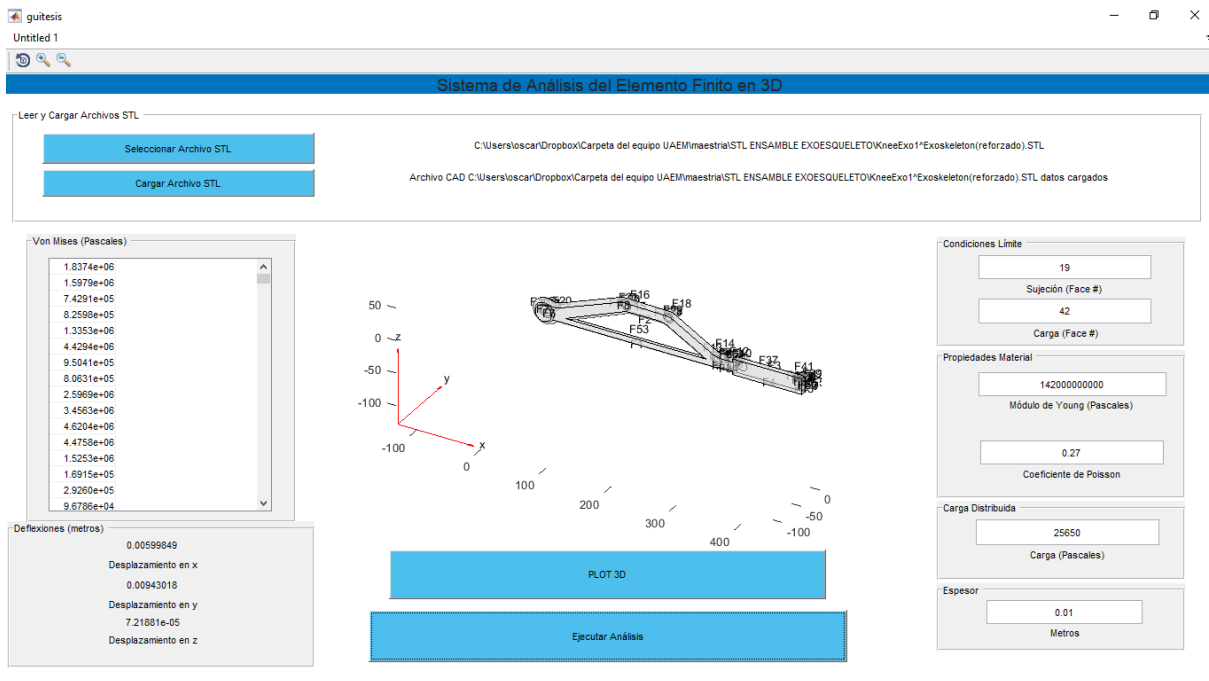 guitesis
Untitled 1
Sistema de Análisis del Elemento Finito en 3D
Leer y Cargar Archivos STL
Seleccionar Archivo STL
C:\Users\oscar\Dropbox\Carpeta del equipo UAEM\maestria\STL ENSAMBLE EXOESQUELETO\KneeExo1^Exoskeleton(reforzado).STL
Cargar Archivo STL
Archivo CAD C:\Users\oscar\Dropbox\Carpeta del equipo UAEM\maestria\STL ENSAMBLE EXOESQUELETO\KneeExo1^Exoskeleton(reforzado).STL datos cargados
Von Mises (Pascales)
1.8374e+06
1.5979e+06
7.4291e+05
8.2598e+05
1.3353e+06
4.4294e+06
9.5041e+05
8.0631e+05
2.5969e+06
3.4563e+06
4.6204e+06
4.4758e+06
1.5253e+06
1.6915e+05
2.9260e+05
9.6786e+04
Deflexiones (metros)
0.00599849
Desplazamiento en x
0.00943018
Desplazamiento en y
7.21881e-05
Desplazamiento en z
50
0
-50
-100
z
y
x
-100
0
100
200
300
400
0
-50
-100
F16
F18
F2
F53
F14
F37
F41
PLOT 3D
Ejecutar Análisis
Condiciones Límite
19
Sujeción (Face #)
42
Carga (Face #)
Propiedades Material
142000000000
Módulo de Young (Pascales)
0.27
Coeficiente de Poisson
Carga Distribuida
25650
Carga (Pascales)
Espesor
0.01
Metros